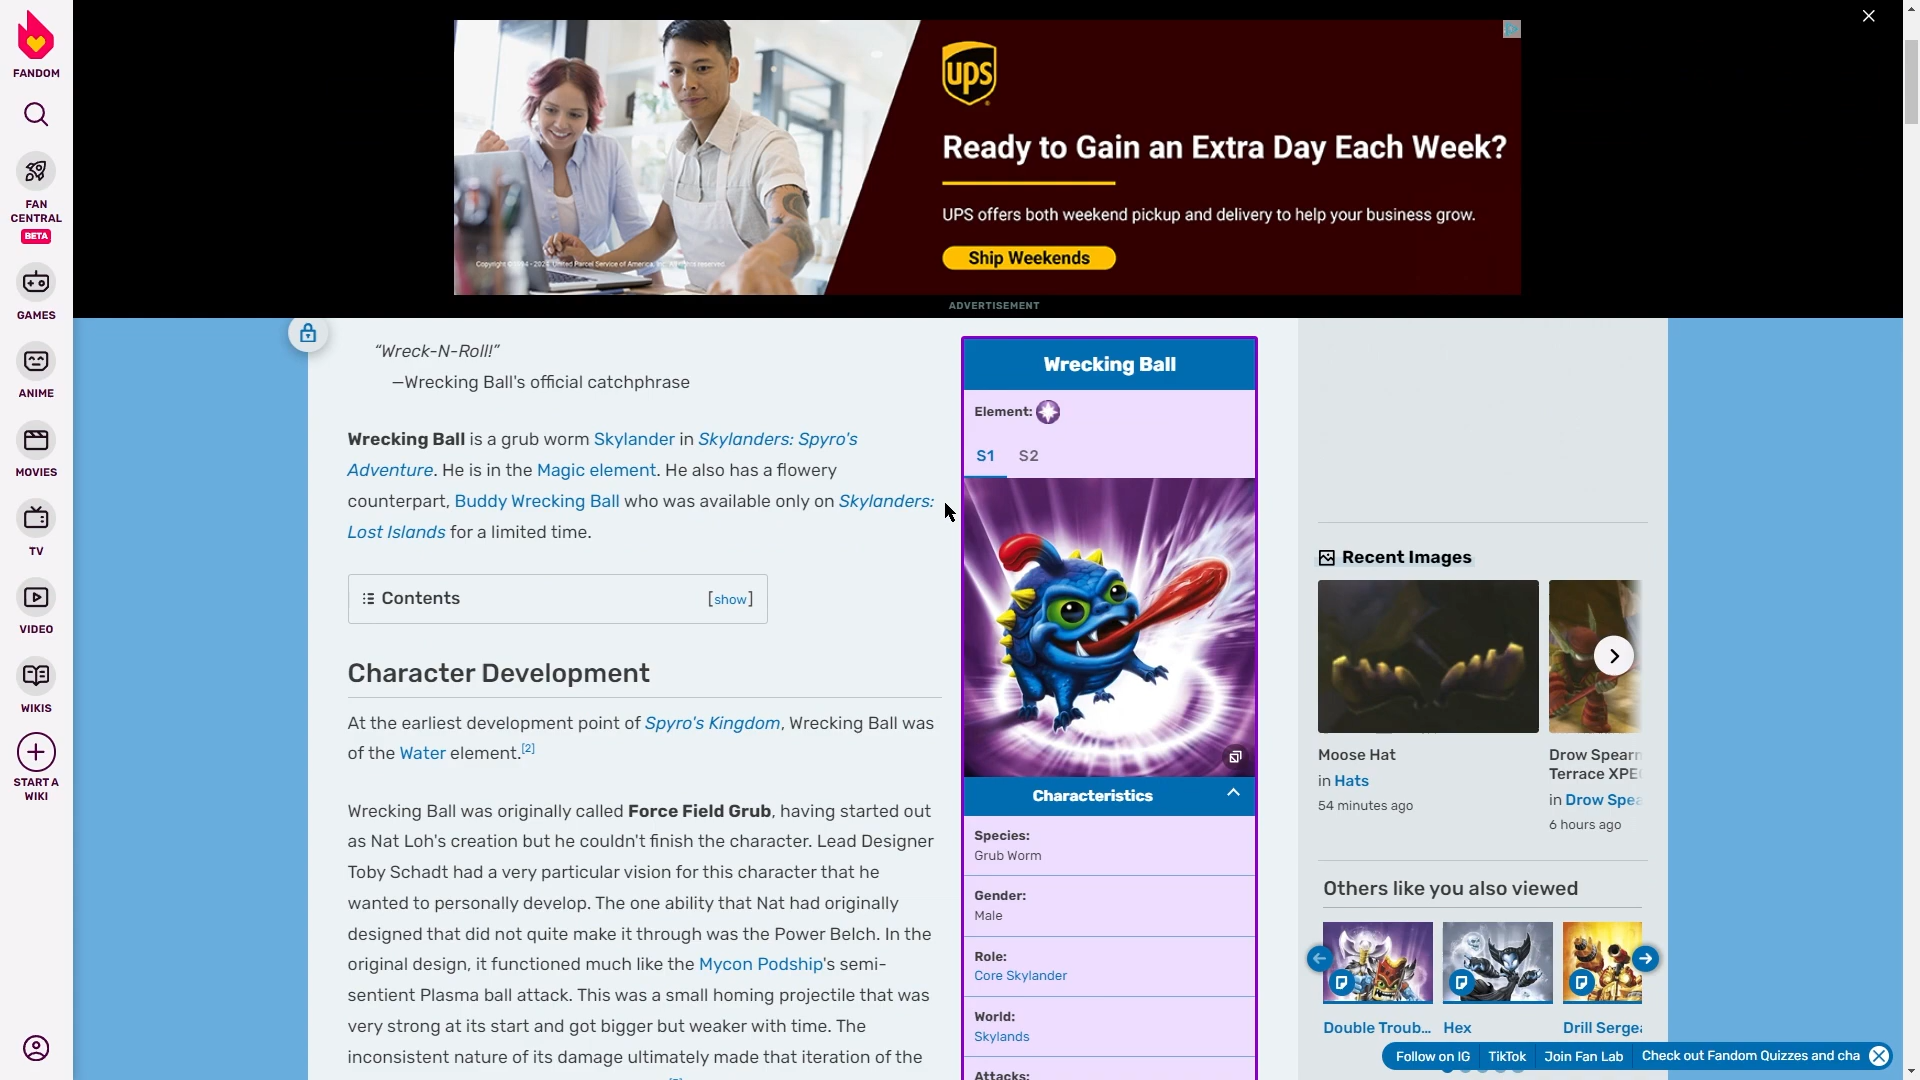 FANDOM
FAN
CENTRAL
BETA
GAMES
ANIME
MOVIES
TV
VIDEO
WIKIS
START A
WIKI
ups
Ready to Gain an Extra Day Each Week?
UPS offers both weekend pickup and delivery to help your business grow.
Ship Weekends
ADVERTISEMENT
“Wreck-N-Roll!”
—Wrecking Ball's official catchphrase
Wrecking Ball is a grub worm Skylander in Skylanders: Spyro's
Adventure. He is in the Magic element. He also has a flowery
counterpart, Buddy Wrecking Ball who was available only on Skylanders:
Lost Islands for a limited time.
Contents [show]
Character Development
At the earliest development point of Spyro's Kingdom, Wrecking Ball was
of the Water element.[2]
Wrecking Ball was originally called Force Field Grub, having started out
as Nat Loh's creation but he couldn't finish the character. Lead Designer
Toby Schadt had a very particular vision for this character that he
wanted to personally develop. The one ability that Nat had originally
designed that did not quite make it through was the Power Belch. In the
original design, it functioned much like the Mycon Podship's semi-
sentient Plasma ball attack. This was a small homing projectile that was
very strong at its start and got bigger but weaker with time. The
inconsistent nature of its damage ultimately made that iteration of the
Wrecking Ball
Element:
S1 S2
Characteristics
Species:
Grub Worm
Gender:
Male
Role:
Core Skylander
World:
Skylands
Attacks:
Recent Images
Moose Hat
in Hats
54 minutes ago
Drow Spearm
Terrace XPEC
in Drow Spea
6 hours ago
Others like you also viewed
Double Troub...
Hex
Drill Sergea
Follow on IG TikTok Join Fan Lab Check out Fandom Quizzes and cha